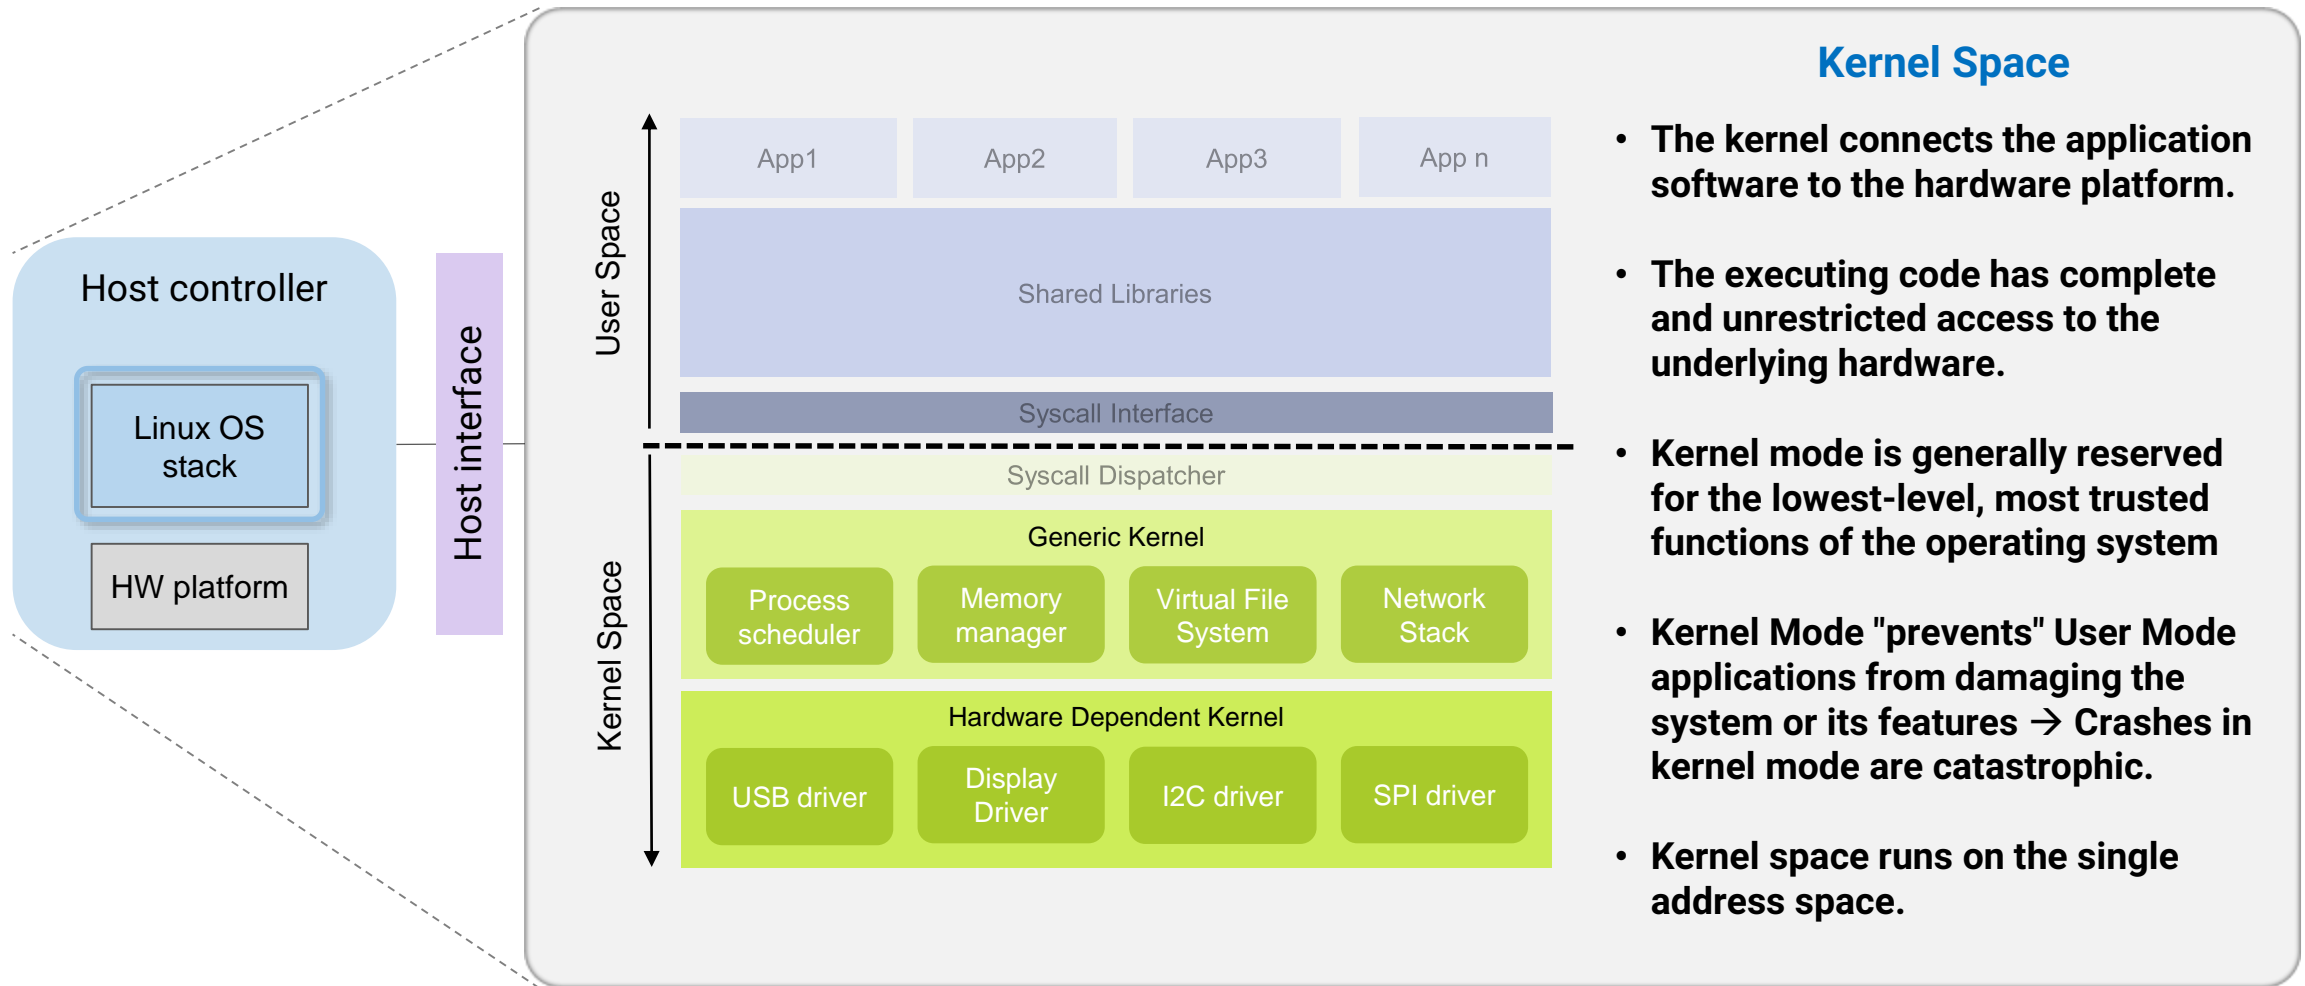 Host controller
Linux OS
stack
HW platform
Host interface
User Space
Kernel Space
App1
App2
App3
App n
Shared Libraries
Syscall Interface
Syscall Dispatcher
Generic Kernel
Process
scheduler
Memory
manager
Virtual File
System
Network
Stack
Hardware Dependent Kernel
USB driver
Display
Driver
I2C driver
SPI driver
Kernel Space
• The kernel connects the application
software to the hardware platform.
• The executing code has complete
and unrestricted access to the
underlying hardware.
• Kernel mode is generally reserved
for the lowest-level, most trusted
functions of the operating system
• Kernel Mode "prevents" User Mode
applications from damaging the
system or its features → Crashes in
kernel mode are catastrophic.
• Kernel space runs on the single
address space.